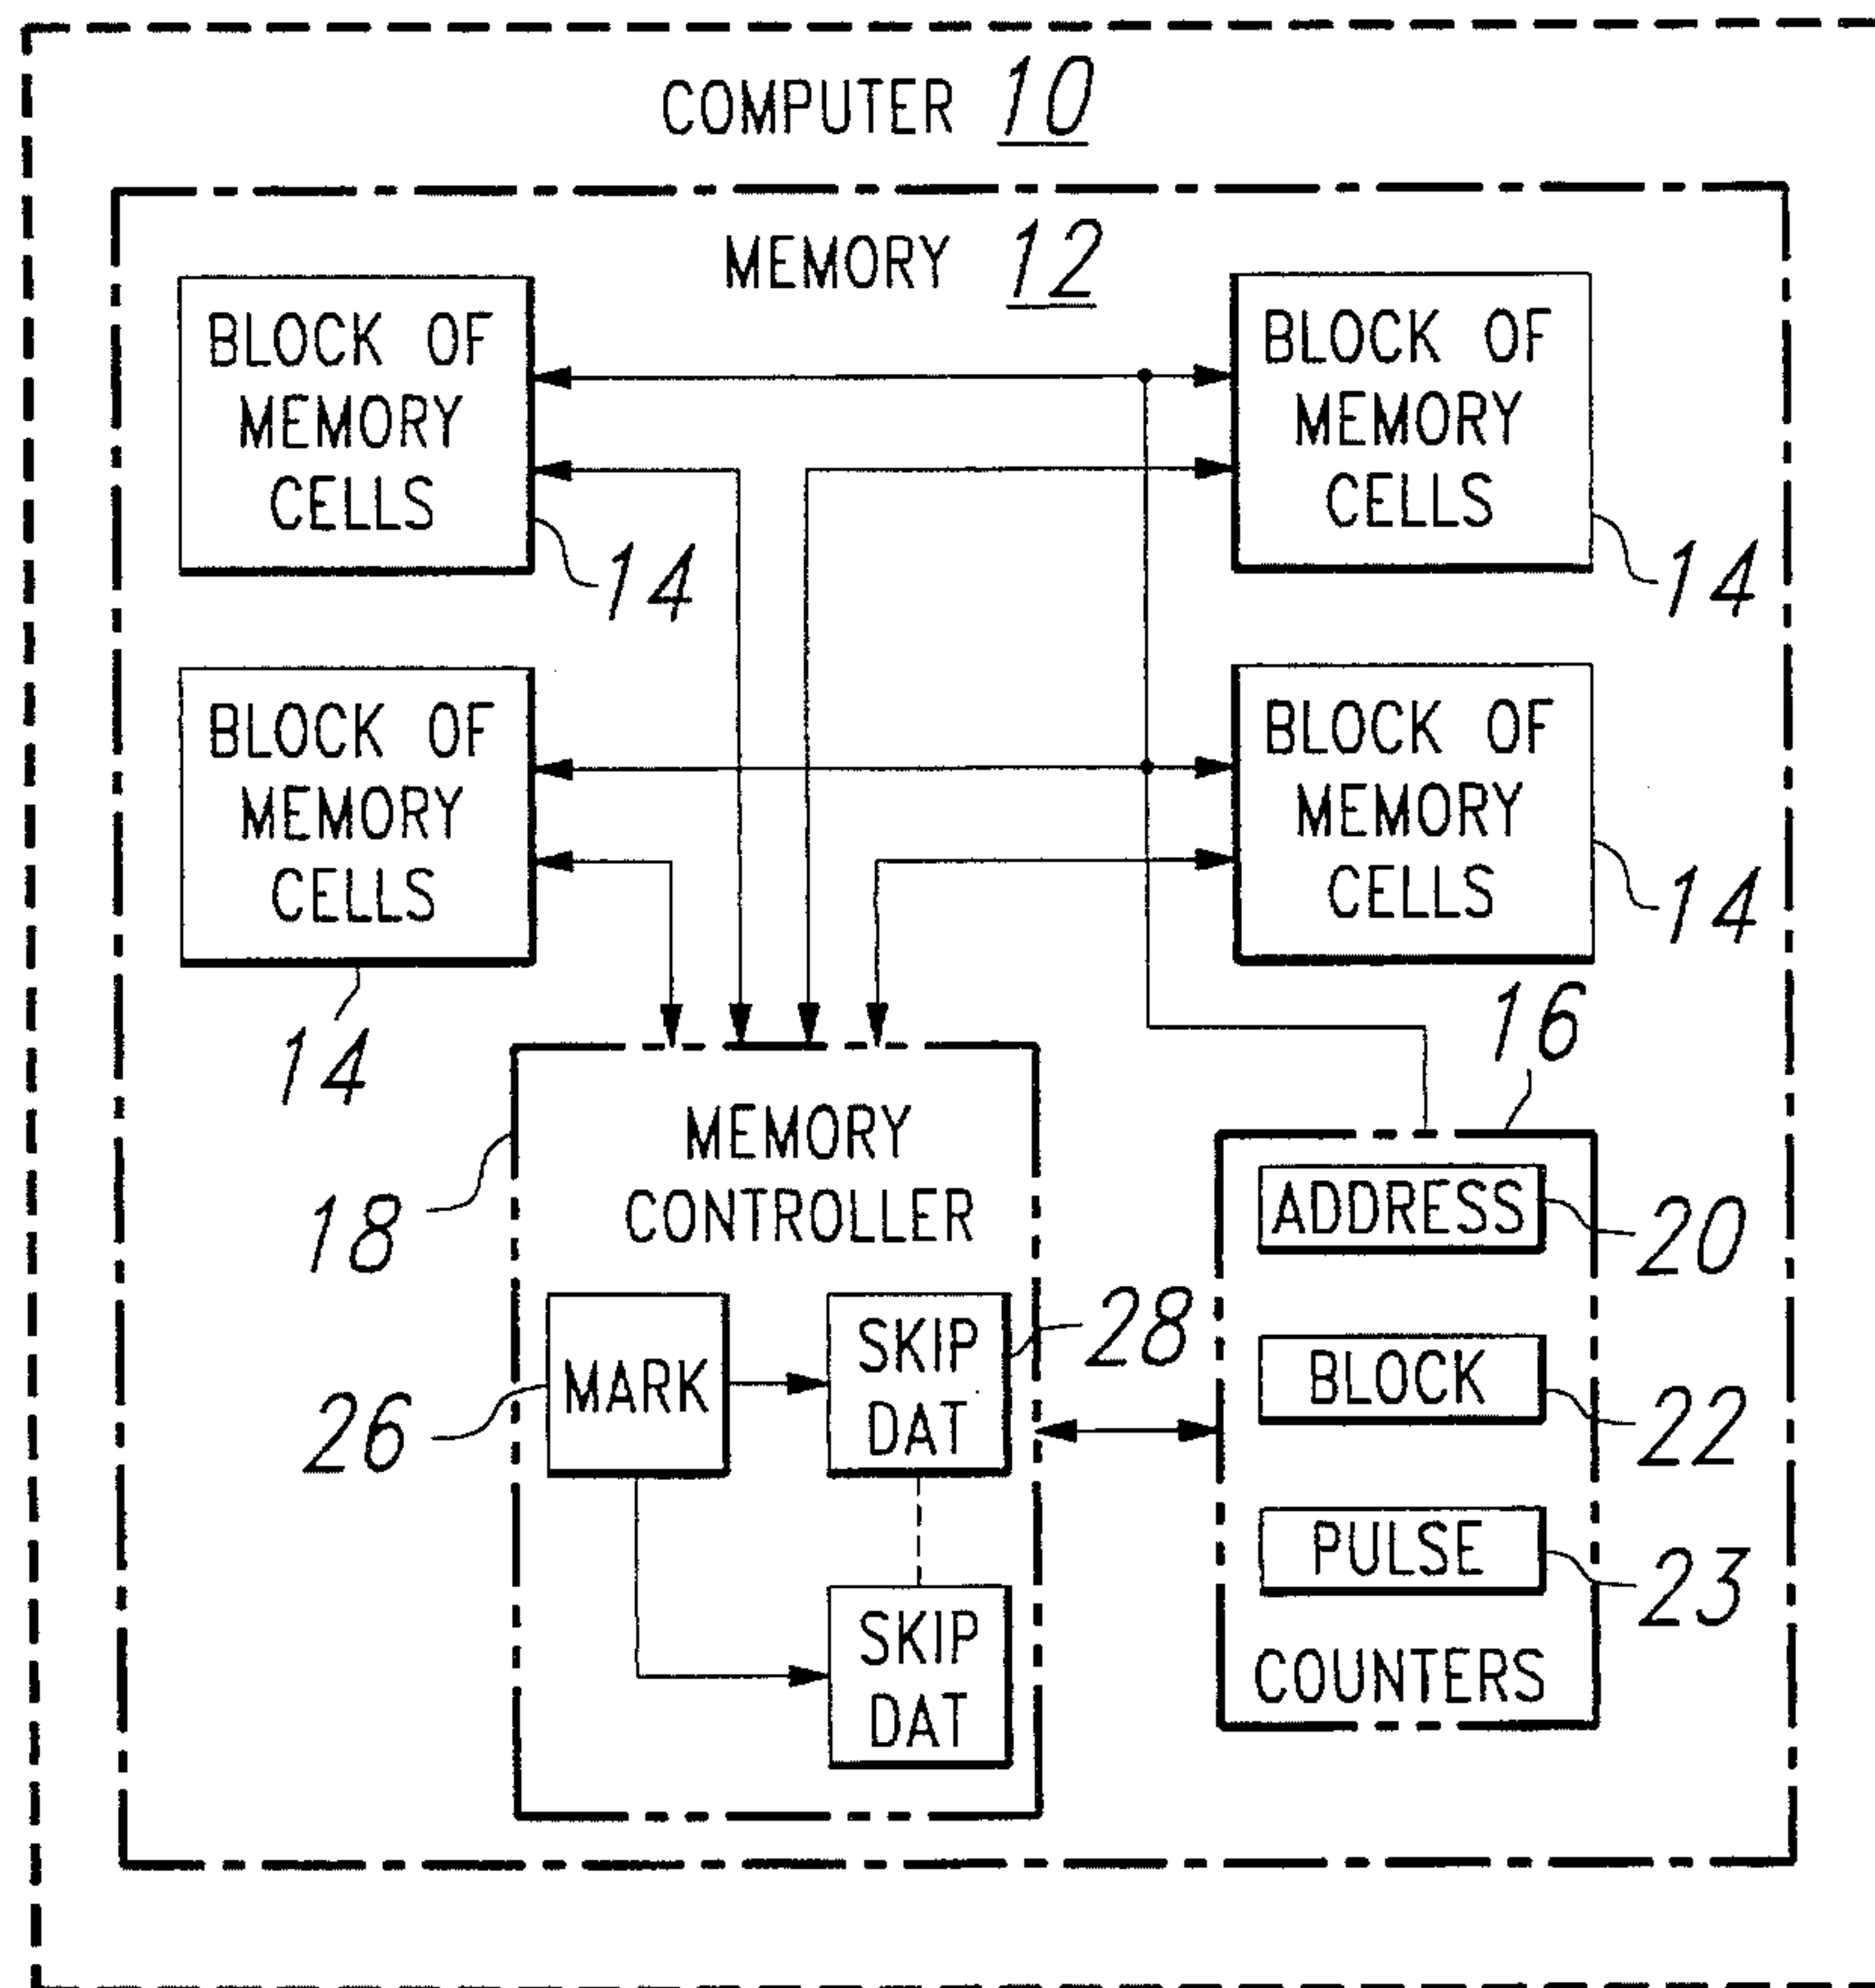 COMPUTER 10
MEMORY 12
BLOCK OF
MEMORY
CELLS
14
BLOCK OF
MEMORY
CELLS
14
BLOCK OF
MEMORY
CELLS
14
BLOCK OF
MEMORY
CELLS
14
MEMORY
CONTROLLER
18
MARK
26
SKIP
DAT
28
SKIP
DAT
16
ADDRESS
20
BLOCK
22
PULSE
23
COUNTERS